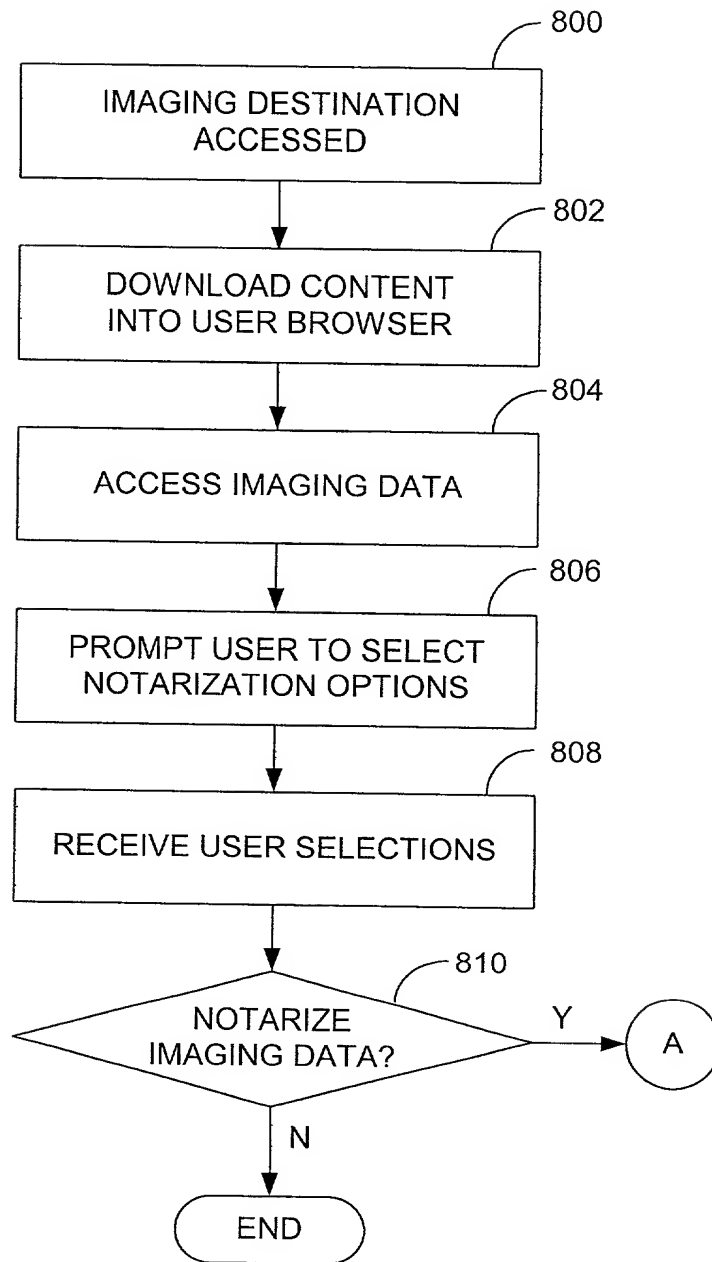 800
IMAGING DESTINATION
ACCESSED
802
DOWNLOAD CONTENT
INTO USER BROWSER
804
ACCESS IMAGING DATA
806
PROMPT USER TO SELECT
NOTARIZATION OPTIONS
808
RECEIVE USER SELECTIONS
810
NOTARIZE
IMAGING DATA?
Y
A
N
END